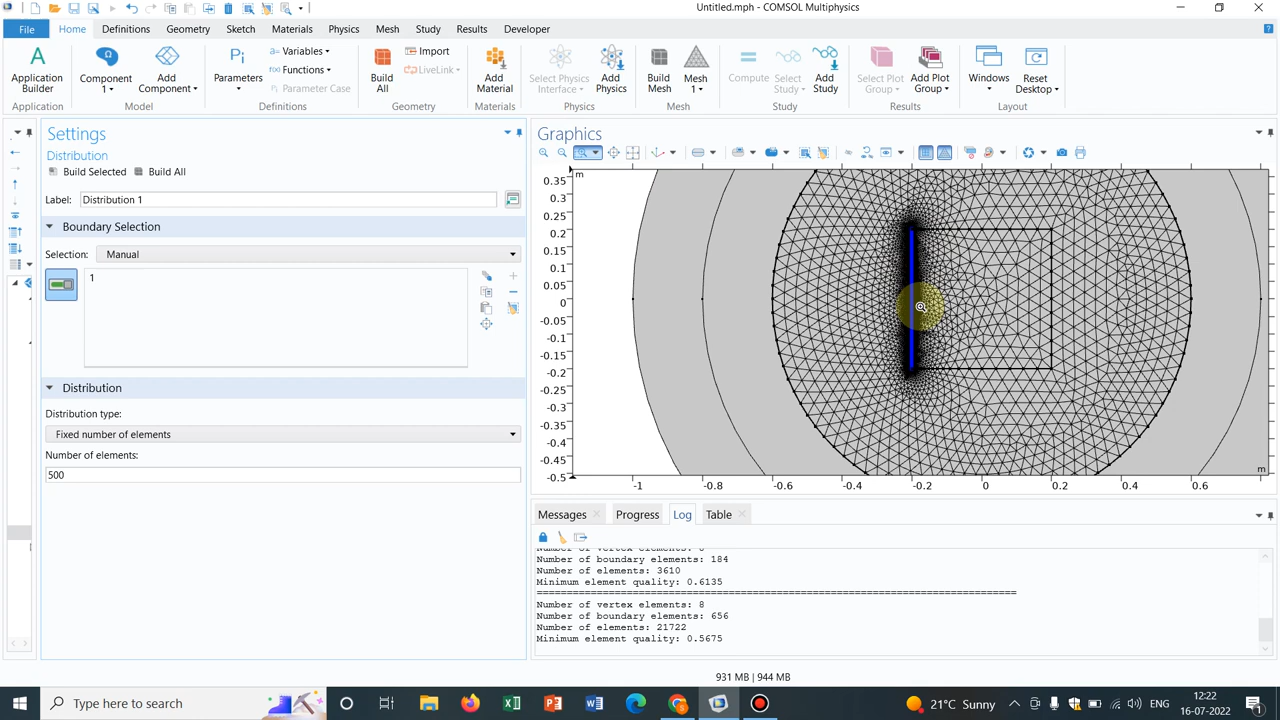 Untitled.mph - COMSOL Multiphysics
File Home Definitions Geometry Sketch Materials Physics Mesh Study Results Developer
Application Builder
Component 1
Add Component
Parameters
Variables
Functions
Parameter Case
Build All
Import
LiveLink
Add Material
Select Physics Interface
Add Physics
Build Mesh
Mesh 1
Compute
Select Study
Add Study
Select Plot Group
Add Plot Group
Windows
Reset Desktop
Application Model Definitions Geometry Materials Physics Mesh Study Results Layout
Settings
Distribution
Build Selected Build All
Label: Distribution 1
Boundary Selection
Selection: Manual
1
Distribution
Distribution type:
Fixed number of elements
Number of elements:
500
Graphics
m
0.35
0.3
0.25
0.2
0.15
0.1
0.05
0
-0.05
-0.1
-0.15
-0.2
-0.25
-0.3
-0.35
-0.4
-0.45
-0.5
m
-1 -0.8 -0.6 -0.4 -0.2 0 0.2 0.4 0.6
Messages Progress Log Table
Number of vertex elements: 8
Number of boundary elements: 184
Number of elements: 3610
Minimum element quality: 0.6135
Number of vertex elements: 8
Number of boundary elements: 656
Number of elements: 21722
Minimum element quality: 0.5675
931 MB | 944 MB
Type here to search
21°C Sunny
ENG
12:22
16-07-2022